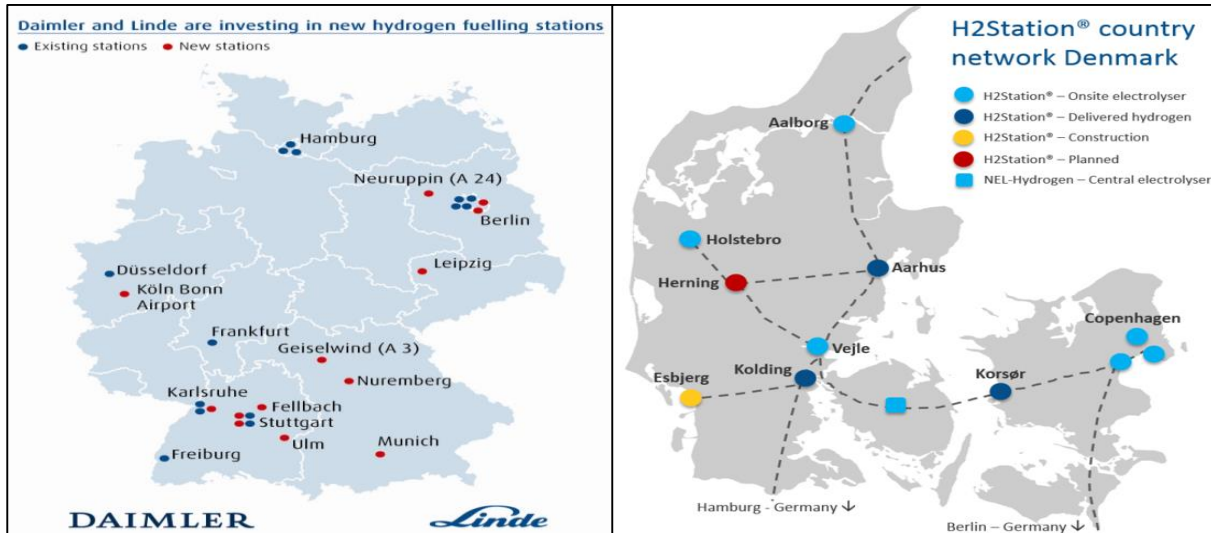 Daimler and Linde are investing in new hydrogen fuelling stations
Existing stations
New stations
Hamburg
Neuruppin (A 24)
Berlin
Leipzig
Düsseldorf
Köln Bonn
Airport
Frankfurt
Geiselwind (A 3)
Nuremberg
Karlsruhe
Fellbach
Stuttgart
Ulm
Munich
Freiburg
DAIMLER
Linde
H2Station® country
network Denmark
H2Station® – Onsite electrolyser
H2Station® – Delivered hydrogen
H2Station® – Construction
H2Station® – Planned
NEL-Hydrogen – Central electrolyser
Aalborg
Holstebro
Aarhus
Herning
Copenhagen
Vejle
Kolding
Korsør
Esbjerg
Hamburg - Germany ↓
Berlin – Germany ↓